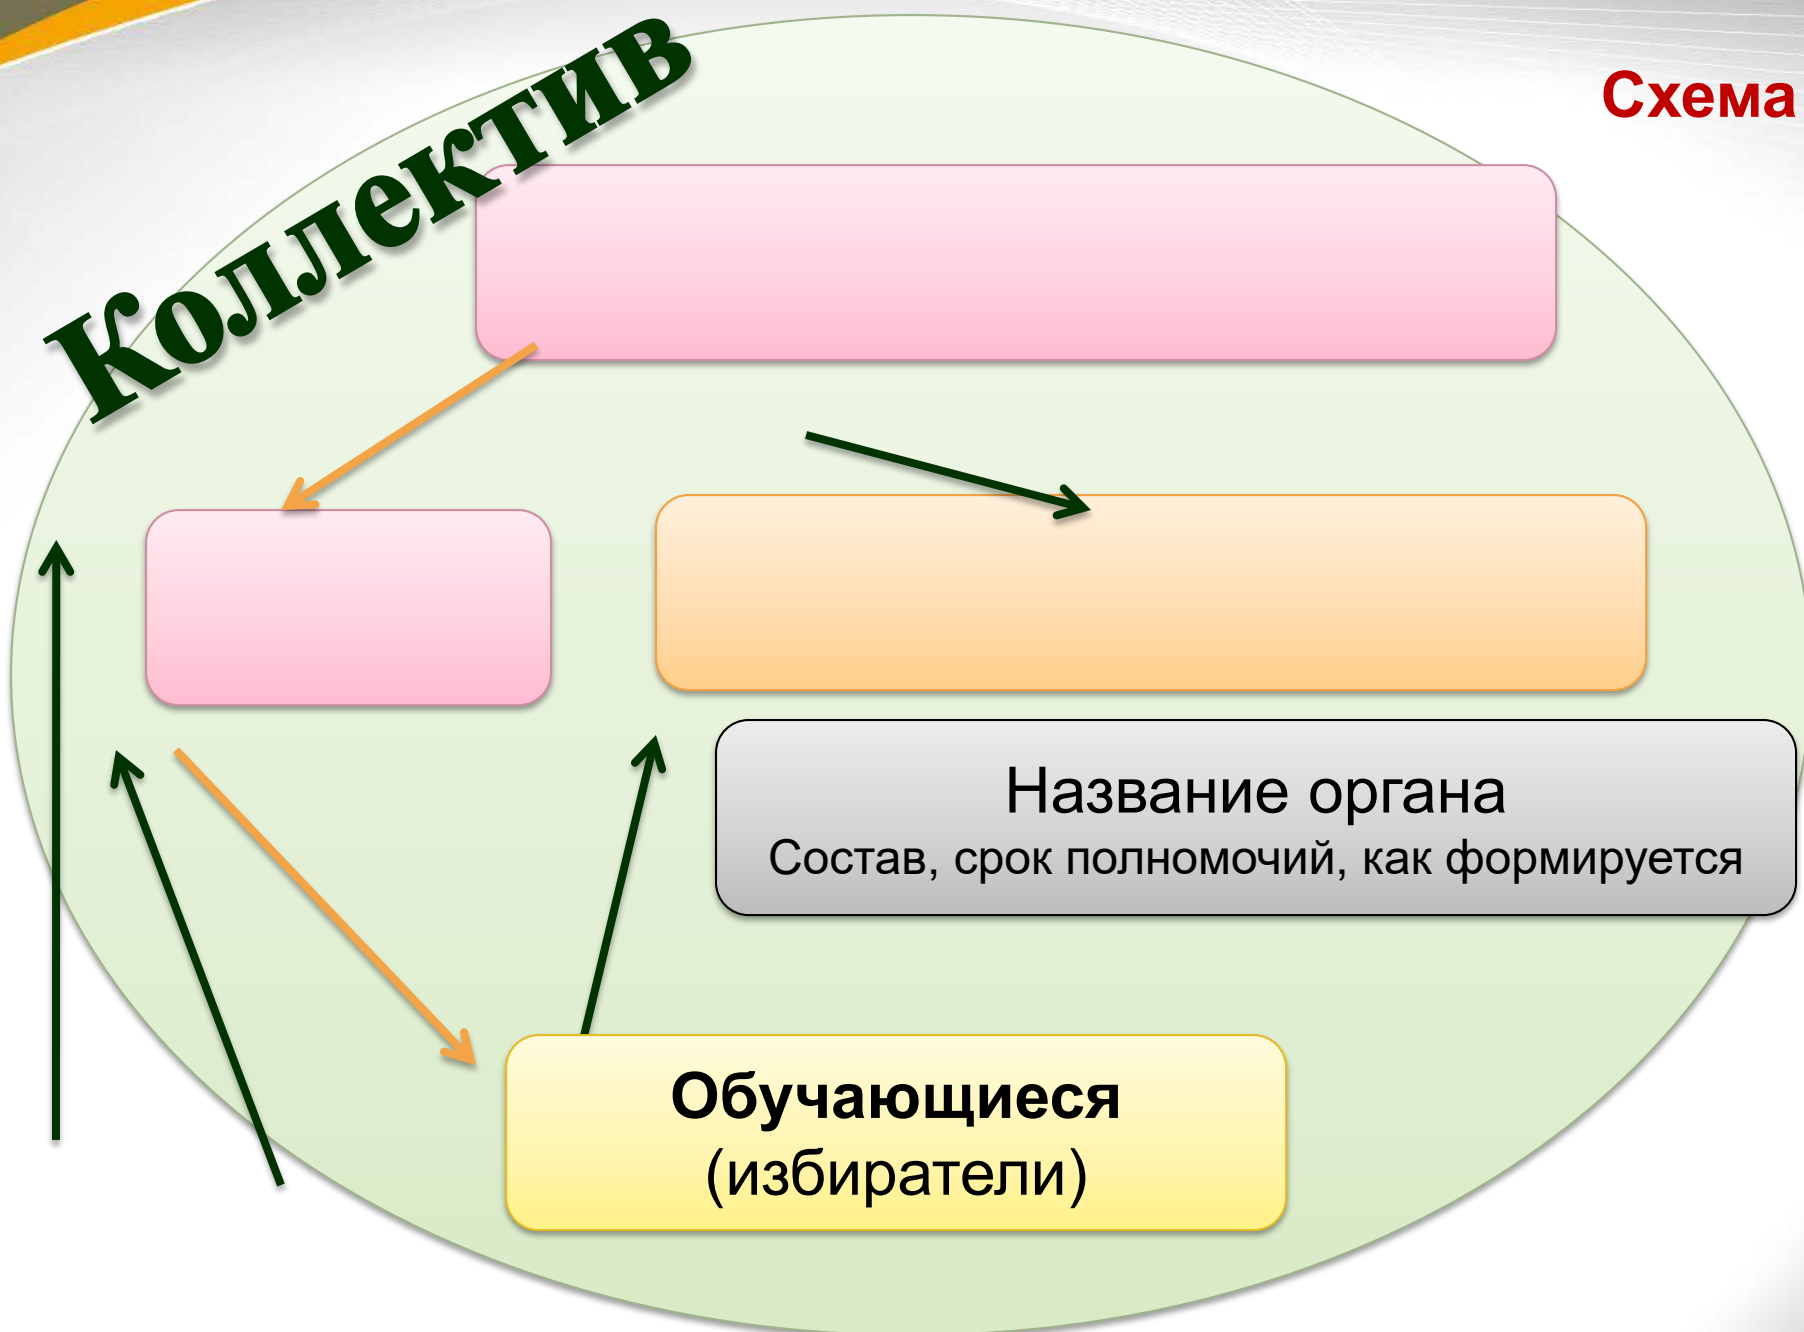 Коллектив
Схема
Название органа
Состав, срок полномочий, как формируется
Обучающиеся
(избиратели)